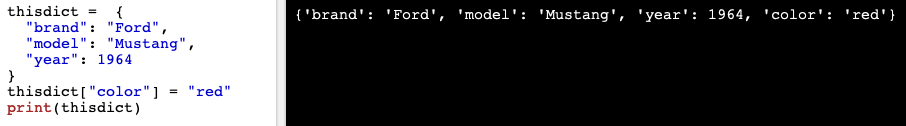 thisdict =  {
  "brand": "Ford",
  "model": "Mustang",
  "year": 1964
}
thisdict["color"] = "red"
print(thisdict)
{'brand': 'Ford', 'model': 'Mustang', 'year': 1964, 'color': 'red'}